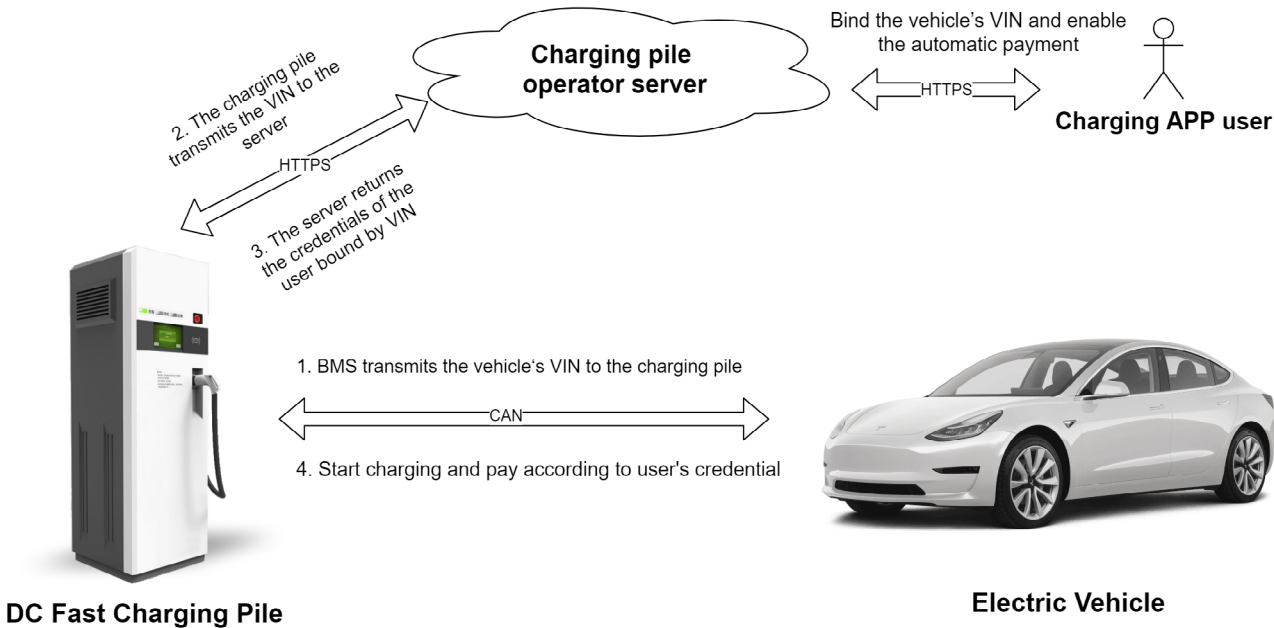 Bind the vehicle's VIN and enable
the automatic payment
Charging pile
operator server
HTTPS
Charging APP user
2. The charging pile
transmits the VIN to the
server
HTTPS
3. The server returns
the credentials of the
user bound by VIN
1. BMS transmits the vehicle‘s VIN to the charging pile
CAN
4. Start charging and pay according to user's credential
DC Fast Charging Pile
Electric Vehicle